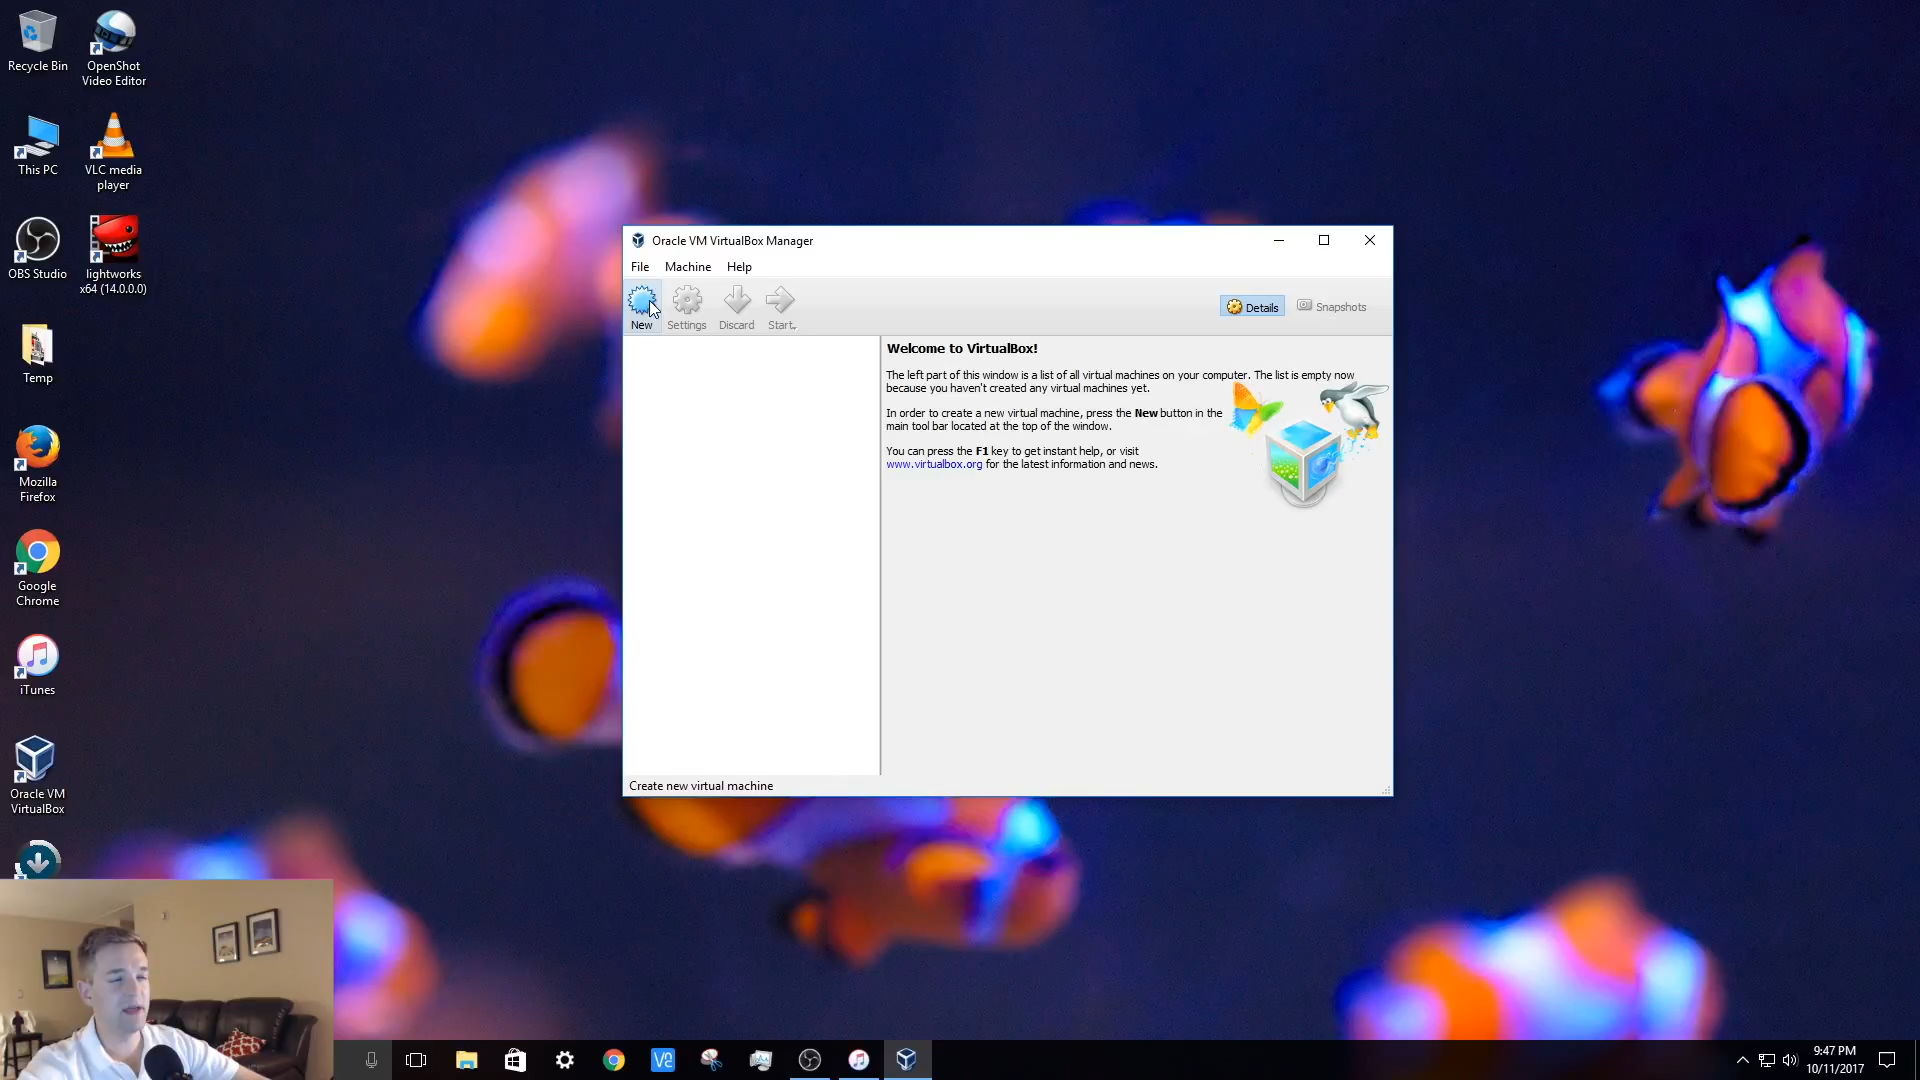 Recycle Bin
OpenShot
Video Editor
This PC
VLC media
player
OBS Studio
lightworks
x64 (14.0.0.0)
Temp
Mozilla
Firefox
Google
Chrome
iTunes
Oracle VM
VirtualBox
Oracle VM VirtualBox Manager
File
Machine
Help
New
Settings
Discard
Start
Details
Snapshots
Welcome to VirtualBox!
The left part of this window is a list of all virtual machines on your computer. The list is empty now
because you haven't created any virtual machines yet.
In order to create a new virtual machine, press the New button in the
main tool bar located at the top of the window.
You can press the F1 key to get instant help, or visit
www.virtualbox.org for the latest information and news.
Create new virtual machine
9:47 PM
10/11/2017